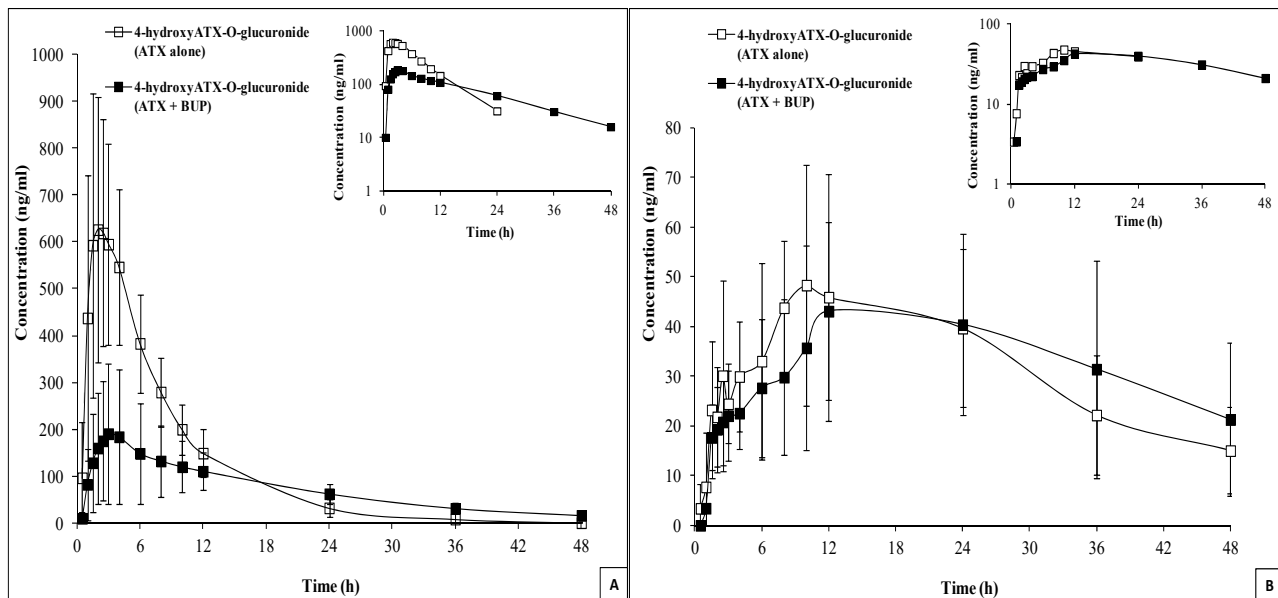 4-hydroxyATX-O-glucuronide
(ATX alone)
4-hydroxyATX-O-glucuronide
(ATX + BUP)
Concentration (ng/ml)
1000
900
800
700
600
500
400
300
200
100
0
0 6 12 18 24 30 36 42 48
Time (h)
Concentration (ng/ml)
1000
100
10
1
0 12 24 36 48
Time (h)
A
4-hydroxyATX-O-glucuronide
(ATX alone)
4-hydroxyATX-O-glucuronide
(ATX + BUP)
Concentration (ng/ml)
80
70
60
50
40
30
20
10
0
0 6 12 18 24 30 36 42 48
Time (h)
Concentration (ng/ml)
100
10
1
0 12 24 36 48
Time (h)
B